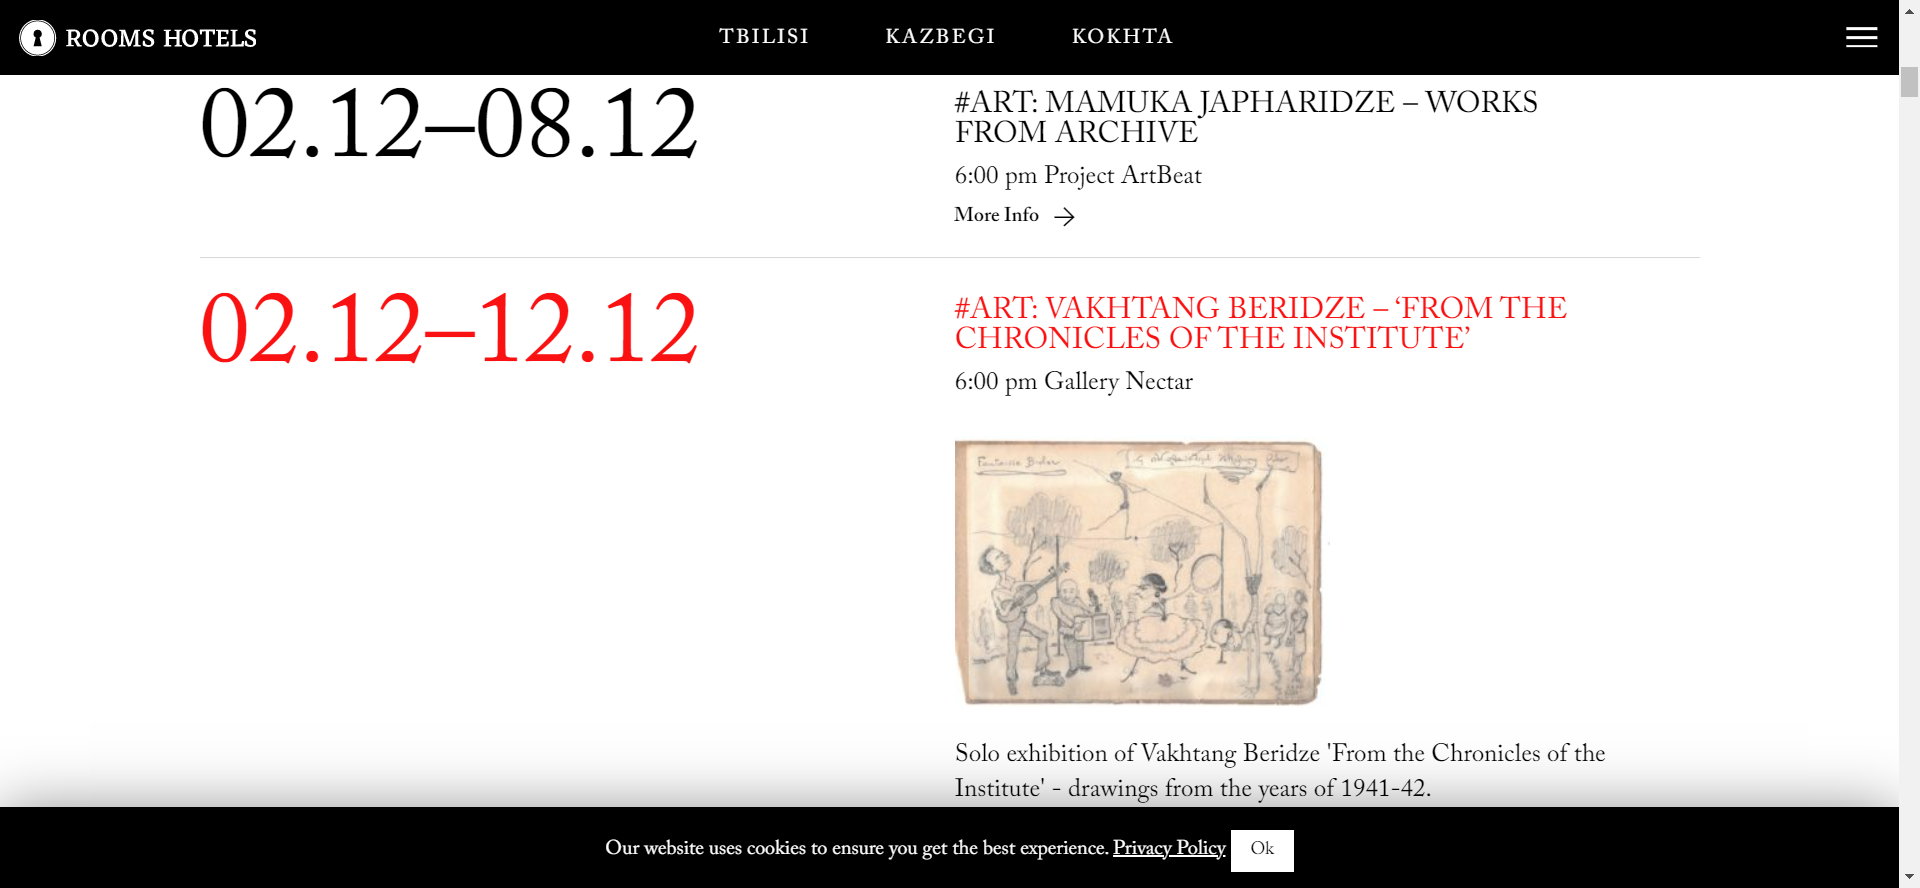 ROOMS HOTELS
TBILISI
KAZBEGI
KOKHTA
02.12–08.12
#ART: MAMUKA JAPHARIDZE – WORKS
FROM ARCHIVE
6:00 pm Project ArtBeat
More Info
02.12–12.12
#ART: VAKHTANG BERIDZE – ‘FROM THE
CHRONICLES OF THE INSTITUTE’
6:00 pm Gallery Nectar
Solo exhibition of Vakhtang Beridze 'From the Chronicles of the
Institute' - drawings from the years of 1941-42.
Our website uses cookies to ensure you get the best experience. Privacy Policy Ok